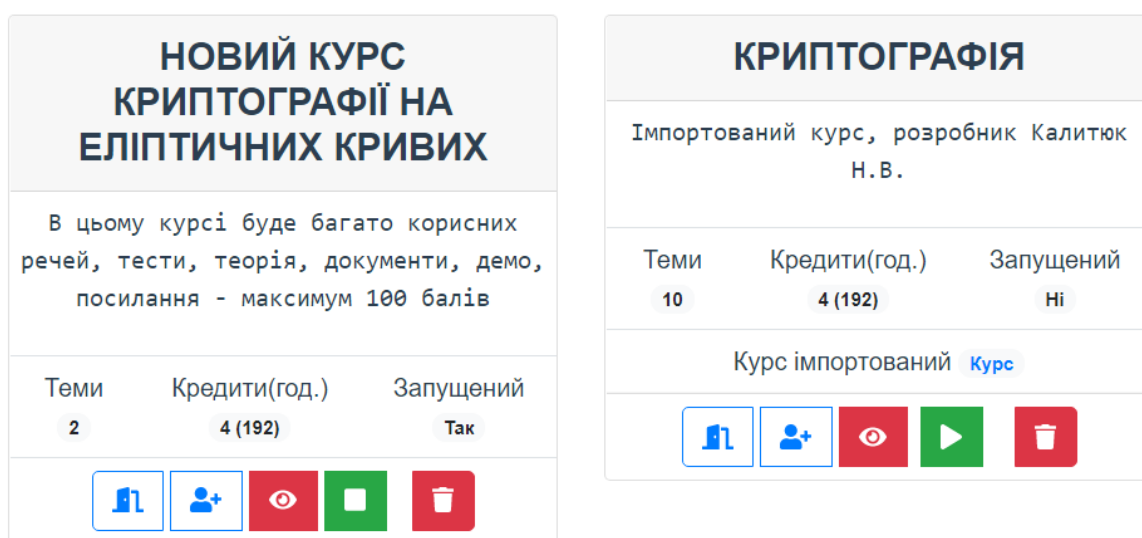 НОВИЙ КУРС
КРИПТОГРАФІЇ НА
ЕЛІПТИЧНИХ КРИВИХ
В цьому курсі буде багато корисних
речей, тести, теорія, документи, демо,
посилання - максимум 100 балів
Теми Кредити(год.) Запущений
2 4 (192) Так
КРИПТОГРАФІЯ
Імпортований курс, розробник Калитюк
Н.В.
Теми Кредити(год.) Запущений
10 4 (192) Ні
Курс імпортований Курс